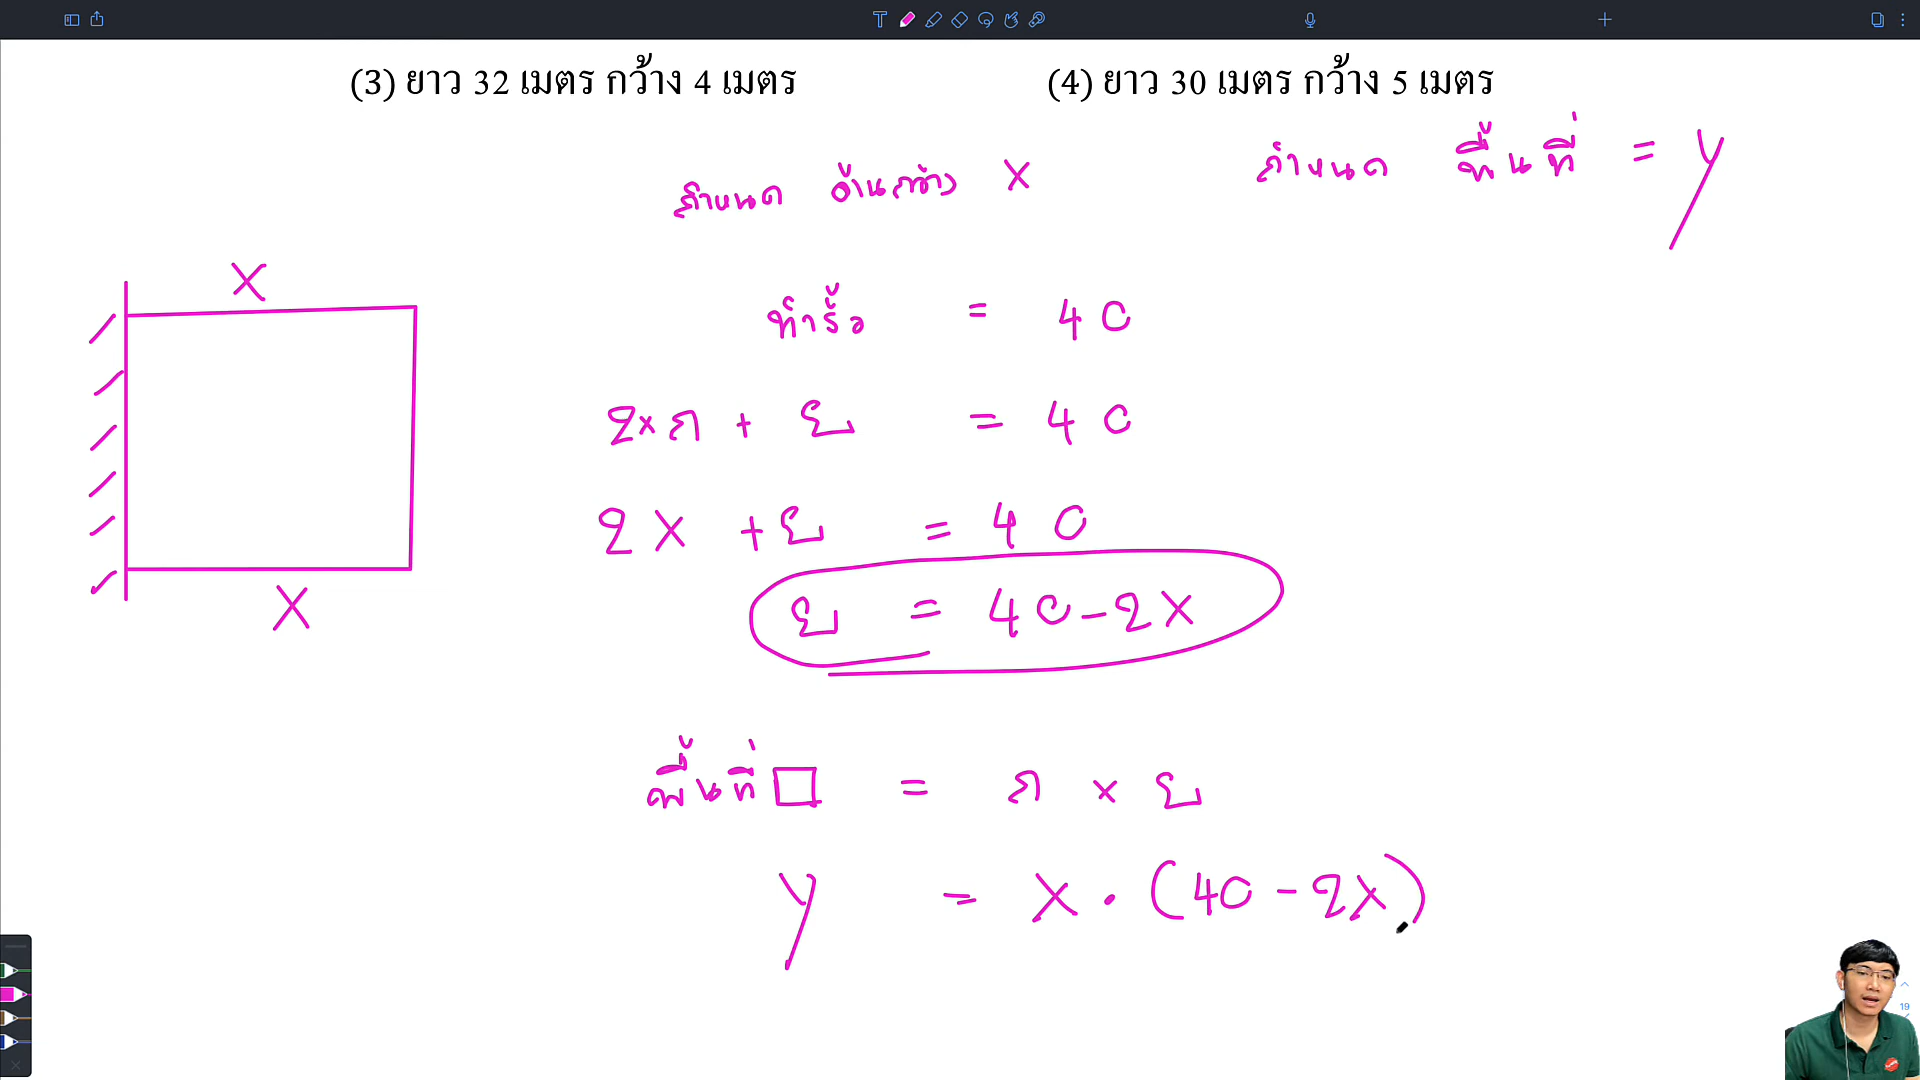 (3) ยาว 32 เมตร กว้าง 4 เมตร
(4) ยาว 30 เมตร กว้าง 5 เมตร
กำหนด ด้านกว้าง x
กำหนด พื้นที่ = y
x
x
ทำรั้ว = 40
2×ก + ย = 40
2x + ย = 40
ย = 40-2x
พื้นที่□ = ก × ย
y = x · (40 - 2x)
19